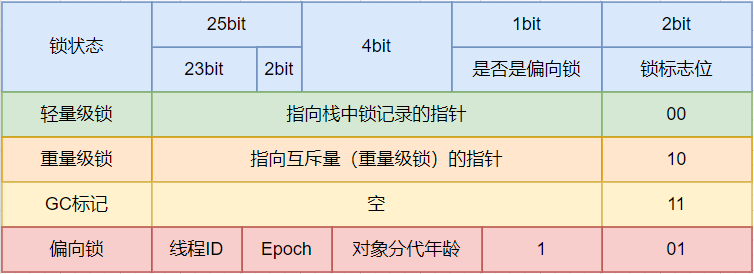 锁状态 25bit 4bit 1bit 2bit
23bit 2bit 是否是偏向锁 锁标志位
轻量级锁 指向栈中锁记录的指针 00
重量级锁 指向互斥量（重量级锁）的指针 10
GC标记 空 11
偏向锁 线程ID Epoch 对象分代年龄 1 01